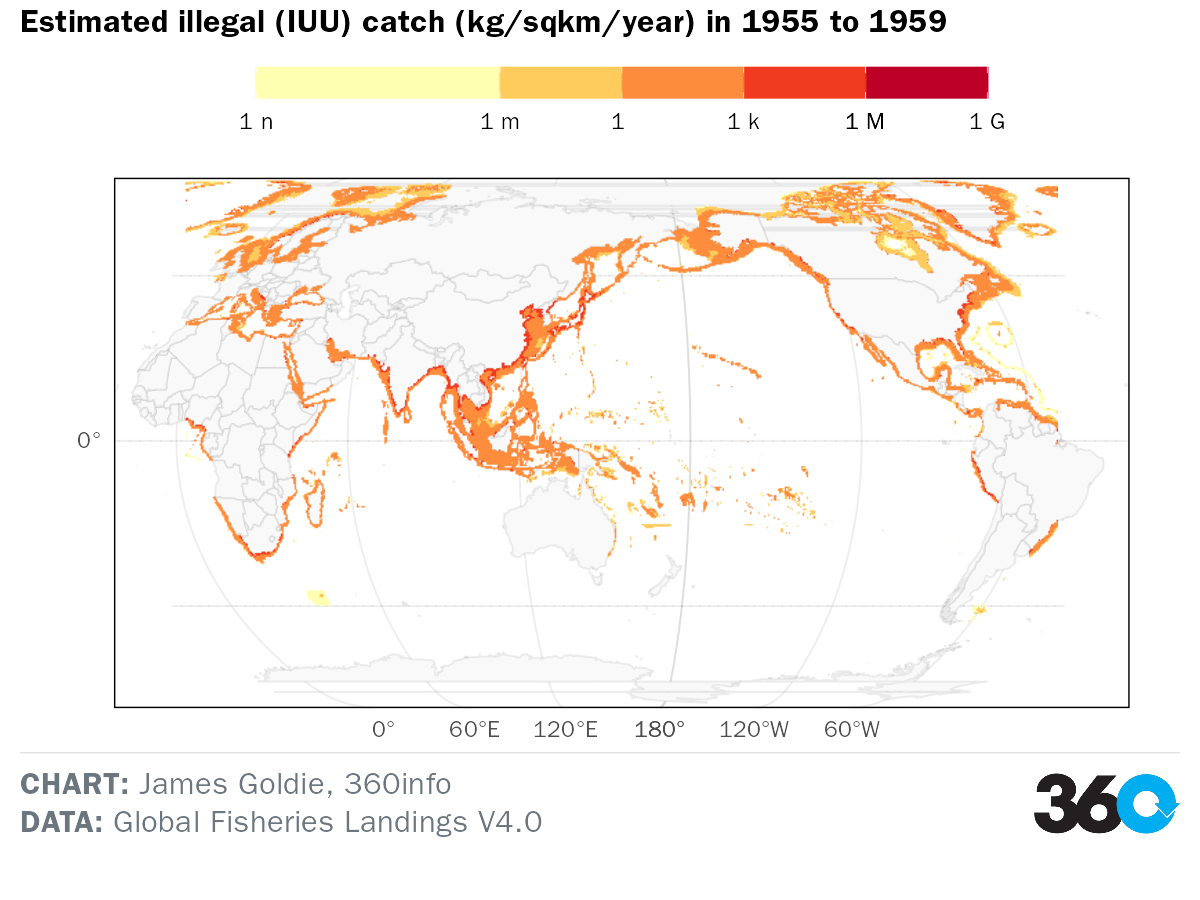 Estimated illegal (IUU) catch (kg/sqkm/year) in 1955 to 1959
1 n 1 m 1 1 k 1 M 1 G
0°
0° 60°E 120°E 180° 120°W 60°W
CHART: James Goldie, 360info
DATA: Global Fisheries Landings V4.0
360